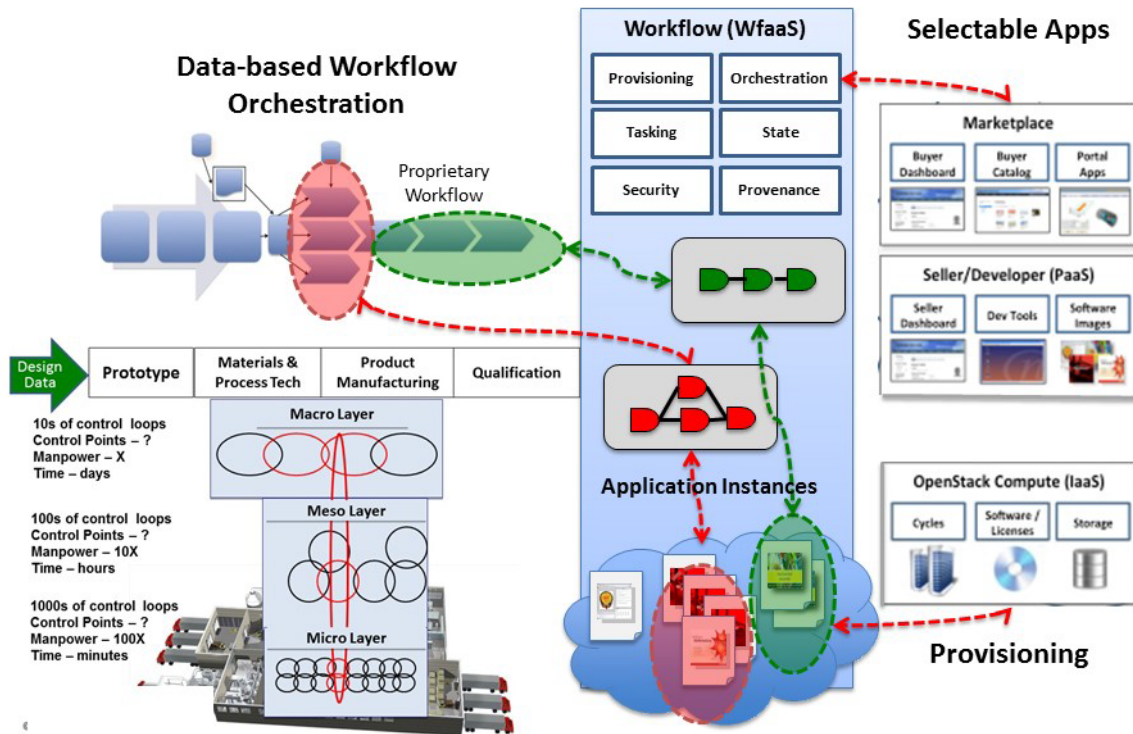 Data-based Workflow
Orchestration
Proprietary
Workflow
Design
Data
Prototype
Materials &
Process Tech
Product
Manufacturing
Qualification
10s of control loops
Control Points – ?
Manpower – X
Time – days
Macro Layer
100s of control loops
Control Points – ?
Manpower – 10X
Time – hours
Meso Layer
1000s of control loops
Control Points – ?
Manpower – 100X
Time – minutes
Micro Layer
Workflow (WfaaS)
Provisioning
Orchestration
Tasking
State
Security
Provenance
Application Instances
Selectable Apps
Marketplace
Buyer
Dashboard
Buyer
Catalog
Portal
Apps
Seller/Developer (PaaS)
Seller
Dashboard
Dev Tools
Software
Images
OpenStack Compute (IaaS)
Cycles
Software /
Licenses
Storage
Provisioning